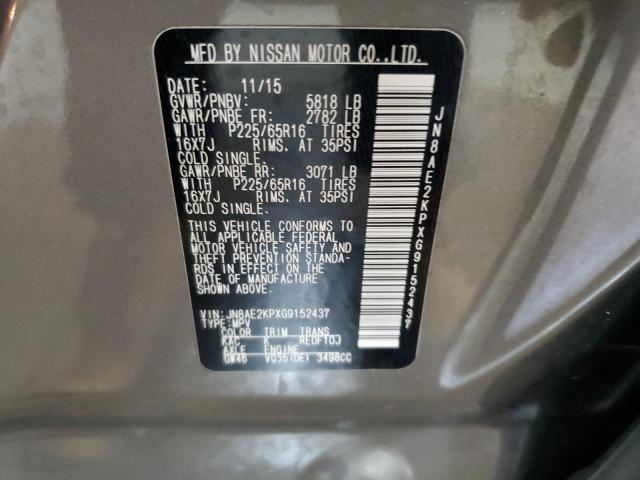 MFD BY NISSAN MOTOR CO.,LTD.
DATE: 11/15
GVWR/PNBV: 5818 LB
GAWR/PNBE FR: 2782 LB
WITH P225/65R16 TIRES
16X7J RIMS. AT 35PSI
COLD SINGLE.
GAWR/PNBE RR: 3071 LB
WITH P225/65R16 TIRES
16X7J RIMS. AT 35PSI
COLD SINGLE.
THIS VEHICLE CONFORMS TO
ALL APPLICABLE FEDERAL
MOTOR VEHICLE SAFETY AND
THEFT PREVENTION STANDA-
RDS IN EFFECT ON THE
DATE OF MANUFACTURE
SHOWN ABOVE.
VIN: JN8AE2KPXG9152437
TYPE: MPV
COLOR TRIM TRANS
KAC K RE0F10J
AXLE ENGINE
GW46 VQ35(DE) 3498CC
JN8AE2KPXG9152437